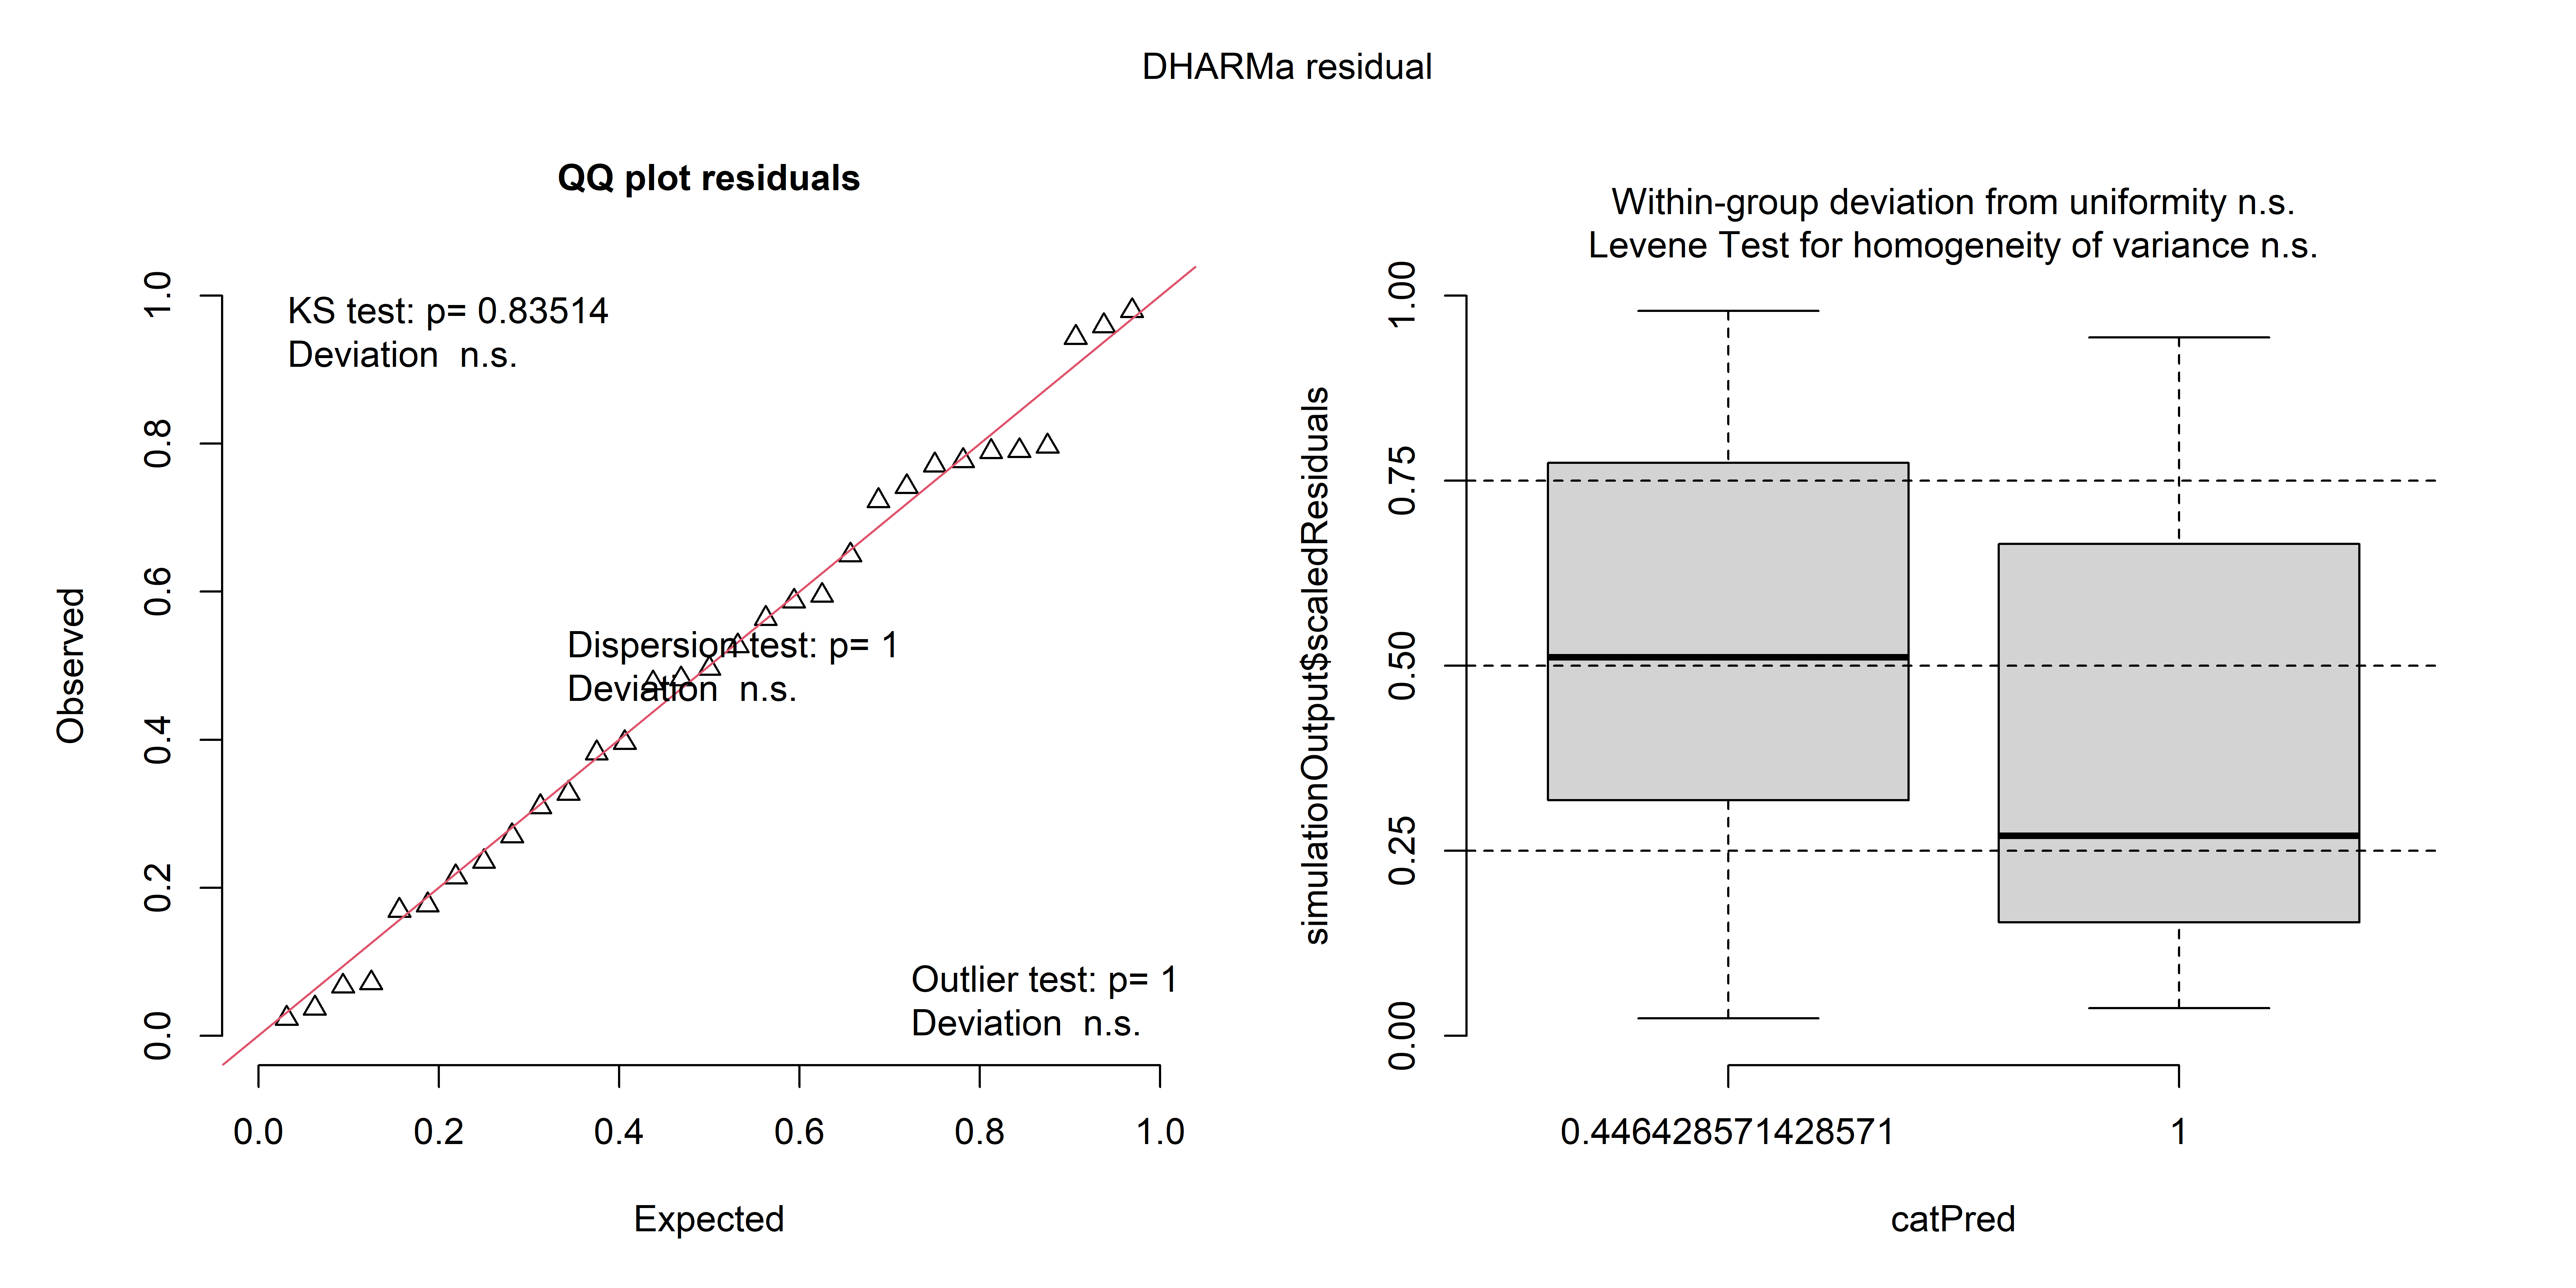 DHARMa residual
QQ plot residuals
KS test: p= 0.83514
Deviation  n.s.
Dispersion test: p= 1
Deviation  n.s.
Outlier test: p= 1
Deviation  n.s.
Observed
1.0
0.8
0.6
0.4
0.2
0.0
0.0 0.2 0.4 0.6 0.8 1.0
Expected
Within-group deviation from uniformity n.s.
Levene Test for homogeneity of variance n.s.
simulationOutput$scaledResiduals
1.00
0.75
0.50
0.25
0.00
0.446428571428571 1
catPred